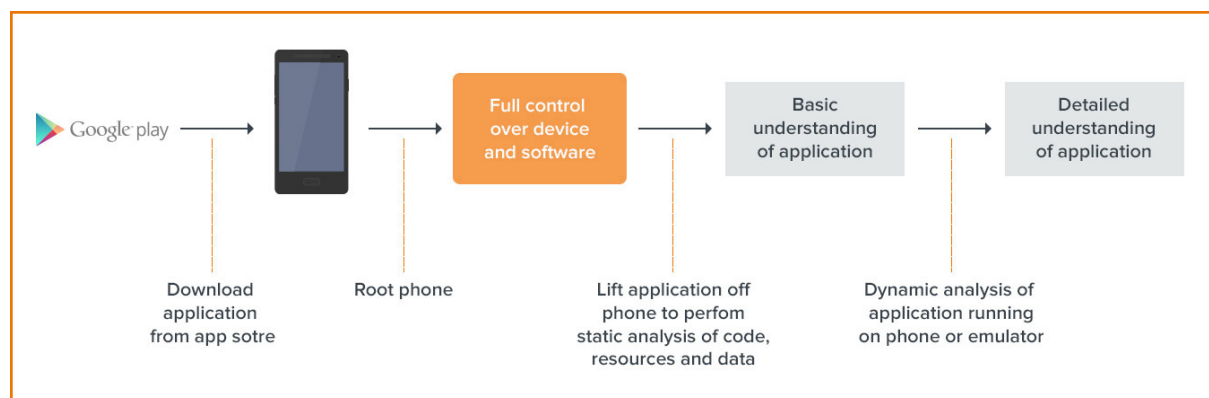 Google play
Full control
over device
and software
Basic
understanding
of application
Detailed
understanding
of application
Download
application
from app sotre
Root phone
Lift application off
phone to perfom
static analysis of code,
resources and data
Dynamic analysis of
application running
on phone or emulator